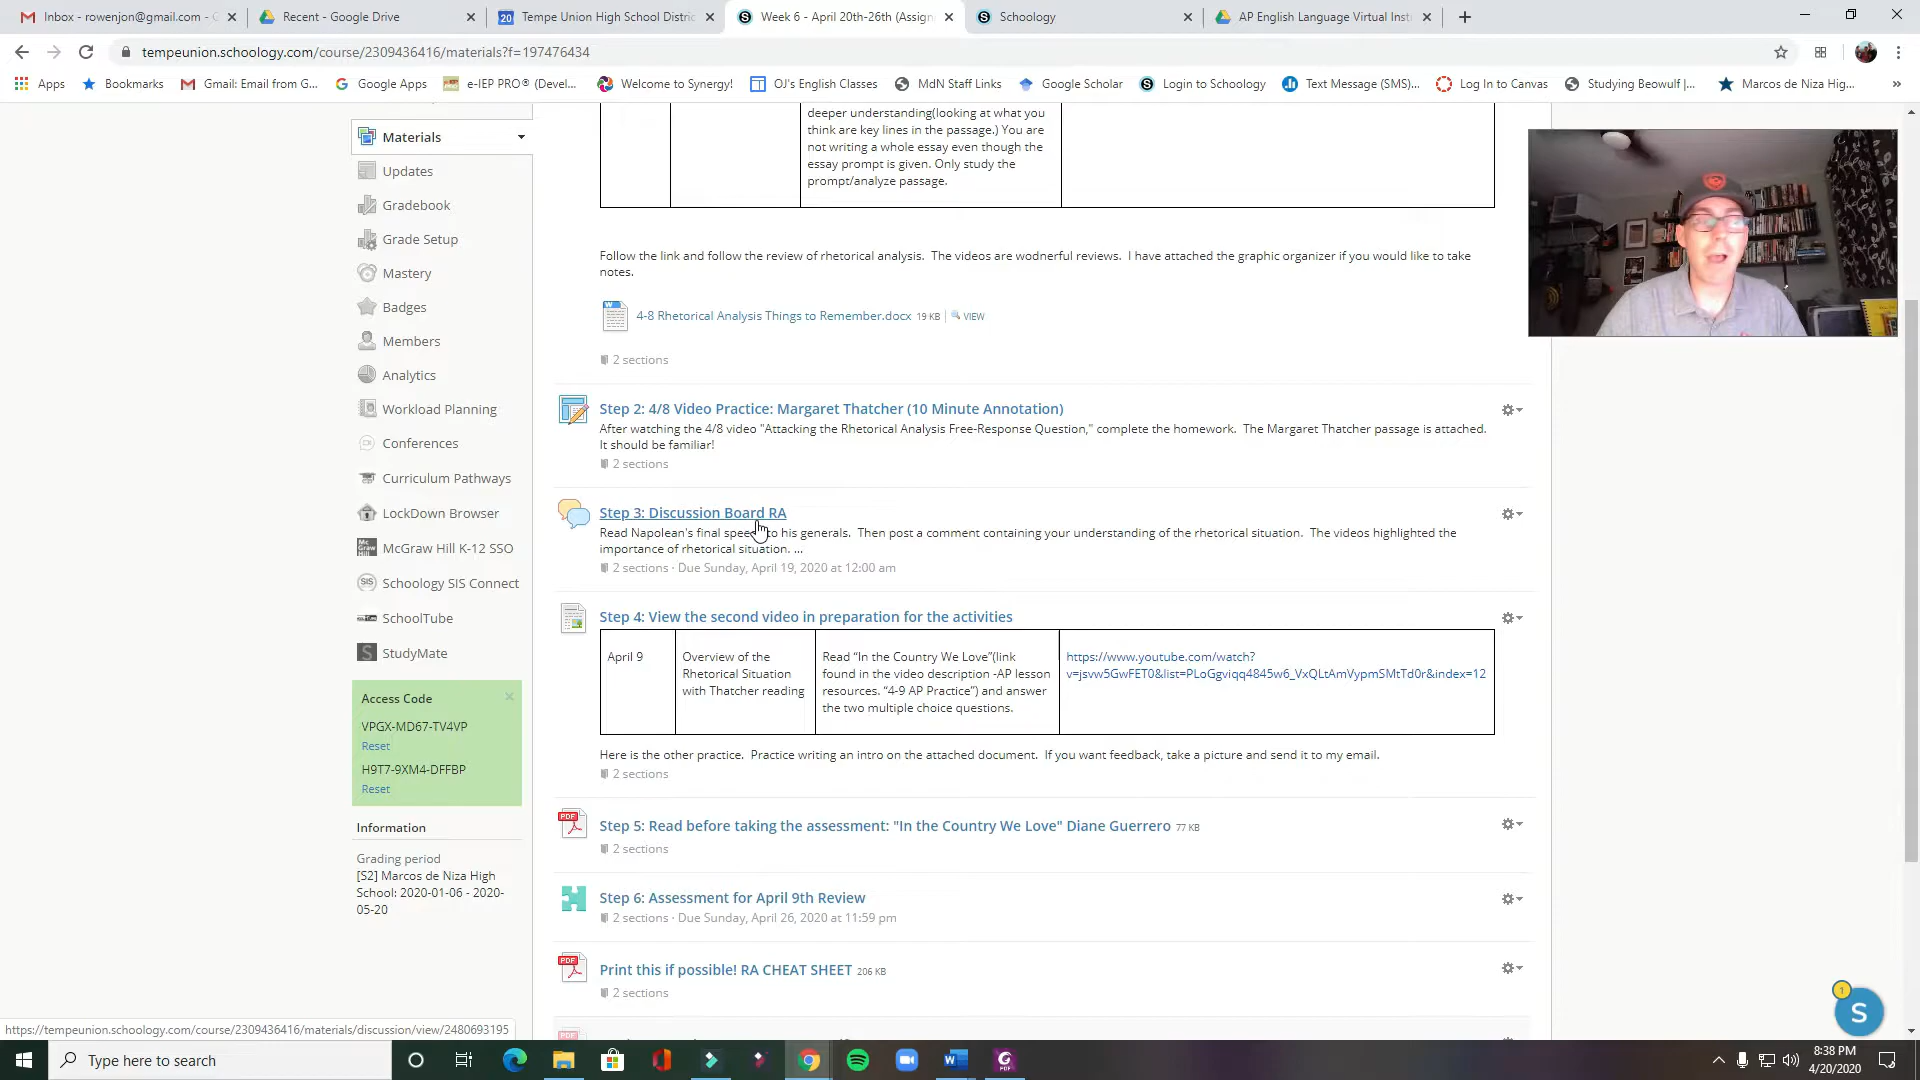 Inbox - rowenjon@gmail.com -
Recent - Google Drive
Tempe Union High School Distric
Week 6 - April 20th-26th (Assign
Schoology
AP English Language Virtual Inst
tempeunion.schoology.com/course/2309436416/materials?f=197476434
Apps
Bookmarks
Gmail: Email from G...
Google Apps
e-IEP PRO® (Devel...
Welcome to Synergy!
OJ's English Classes
MdN Staff Links
Google Scholar
Login to Schoology
Text Message (SMS)...
Log In to Canvas
Studying Beowulf |...
Marcos de Niza Hig...
Materials
Updates
Gradebook
Grade Setup
Mastery
Badges
Members
Analytics
Workload Planning
Conferences
Curriculum Pathways
LockDown Browser
McGraw Hill K-12 SSO
Schoology SIS Connect
SchoolTube
StudyMate
Access Code
VPGX-MD67-TV4VP
Reset
H9T7-9XM4-DFFBP
Reset
Information
Grading period
[S2] Marcos de Niza High
School: 2020-01-06 - 2020-
05-20
deeper understanding(looking at what you
think are key lines in the passage.) You are
not writing a whole essay even though the
essay prompt is given. Only study the
prompt/analyze passage.
Follow the link and follow the review of rhetorical analysis. The videos are wodnerful reviews. I have attached the graphic organizer if you would like to take
notes.
4-8 Rhetorical Analysis Things to Remember.docx 19 KB VIEW
2 sections
Step 2: 4/8 Video Practice: Margaret Thatcher (10 Minute Annotation)
After watching the 4/8 video "Attacking the Rhetorical Analysis Free-Response Question," complete the homework. The Margaret Thatcher passage is attached.
It should be familiar!
2 sections
Step 3: Discussion Board RA
Read Napolean's final speech to his generals. Then post a comment containing your understanding of the rhetorical situation. The videos highlighted the
importance of rhetorical situation. ...
2 sections · Due Sunday, April 19, 2020 at 12:00 am
Step 4: View the second video in preparation for the activities
April 9
Overview of the
Rhetorical Situation
with Thatcher reading
Read “In the Country We Love”(link
found in the video description -AP lesson
resources. “4-9 AP Practice”) and answer
the two multiple choice questions.
https://www.youtube.com/watch?
v=jsvw5GwFET0&list=PLoGgviqq4845w6_VxQLtAmVypmSMtTd0r&index=12
Here is the other practice. Practice writing an intro on the attached document. If you want feedback, take a picture and send it to my email.
2 sections
Step 5: Read before taking the assessment: "In the Country We Love" Diane Guerrero 77 KB
2 sections
Step 6: Assessment for April 9th Review
2 sections · Due Sunday, April 26, 2020 at 11:59 pm
Print this if possible! RA CHEAT SHEET 206 KB
2 sections
https://tempeunion.schoology.com/course/2309436416/materials/discussion/view/2480693195
Type here to search
8:38 PM
4/20/2020